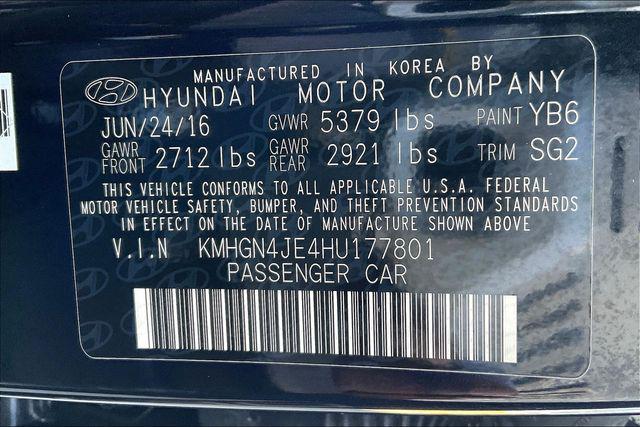 MANUFACTURED IN KOREA BY
HYUNDAI MOTOR COMPANY
JUN/24/16 GVWR 5379 lbs PAINT YB6
GAWR FRONT 2712 lbs GAWR REAR 2921 lbs TRIM SG2
THIS VEHICLE CONFORMS TO ALL APPLICABLE U.S.A. FEDERAL
MOTOR VEHICLE SAFETY, BUMPER, AND THEFT PREVENTION STANDARDS
IN EFFECT ON THE DATE OF MANUFACTURE SHOWN ABOVE
V.I.N KMHGN4JE4HU177801
PASSENGER CAR